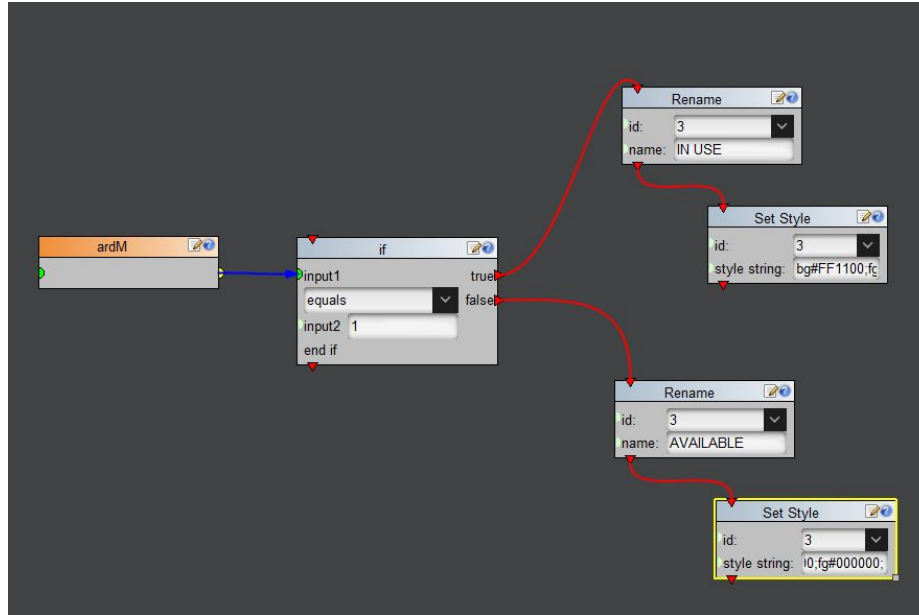 Rename
id: 3
name: IN USE
Set Style
id: 3
style string: bg#FF1100;fg
ardM
if
input1 true
equals false
input2 1
end if
Rename
id: 3
name: AVAILABLE
Set Style
id: 3
style string: 00;fg#000000;